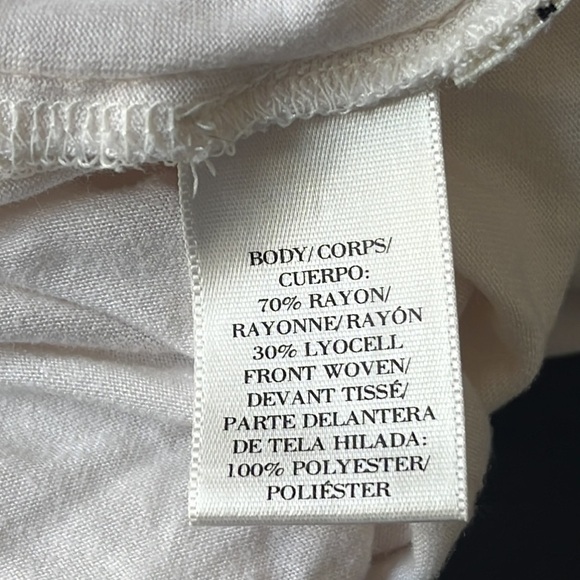 BODY/CORPS/
CUERPO:
70% RAYON/
RAYONNE/RAYÓN
30% LYOCELL
FRONT WOVEN/
DEVANT TISSÉ/
PARTE DELANTERA
DE TELA HILADA:
100% POLYESTER/
POLIÉSTER